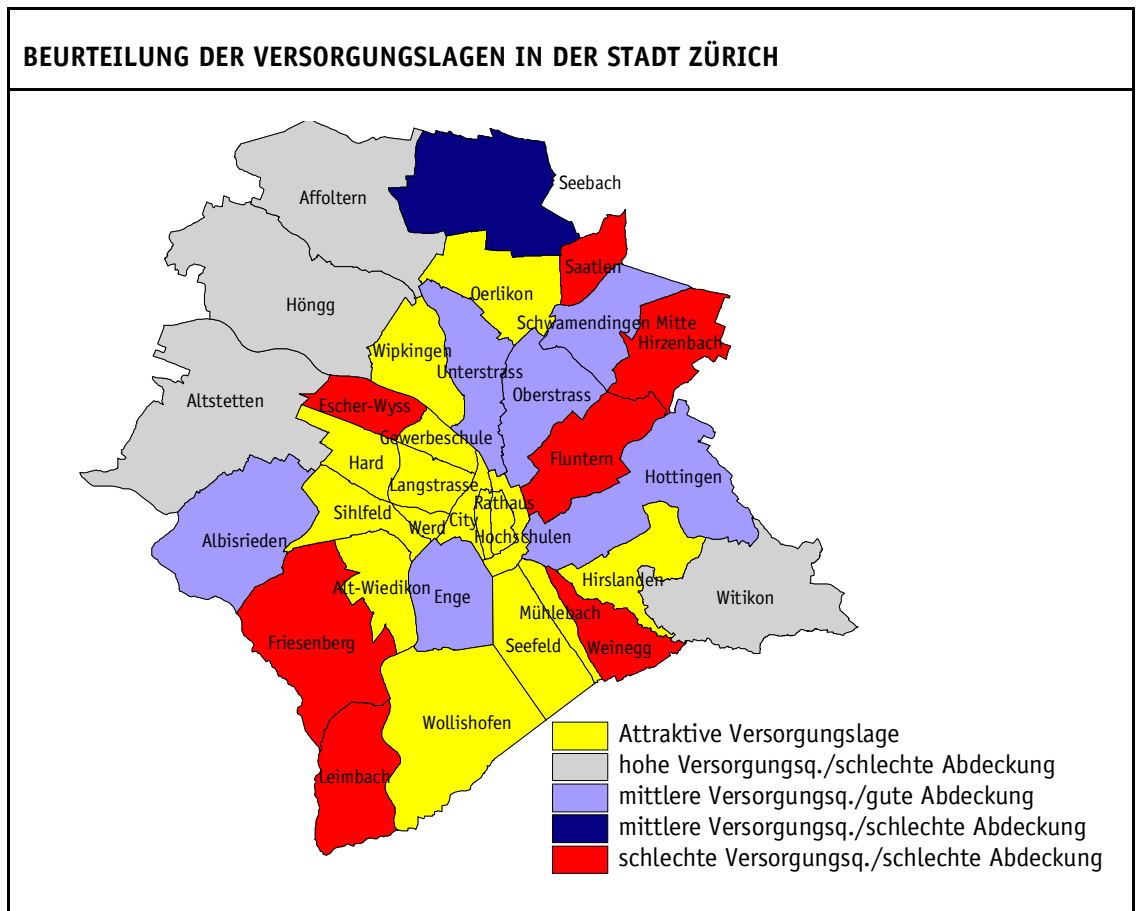 BEURTEILUNG DER VERSORGUNGSLAGEN IN DER STADT ZÜRICH
Seebach
Affoltern
Saatlen
Oerlikon
Höngg
Schwamendingen Mitte
Hirzenbach
Wipkingen
Unterstrass
Oberstrass
Altstetten
Escher-Wyss
Gewerbeschule
Fluntern
Hard
Hottingen
Langstrasse
Rathaus
Sihlfeld
City
Werd
Hochschulen
Albisrieden
Hirslanden
Alt-Wiedikon
Enge
Witikon
Mühlebach
Friesenberg
Seefeld
Weinegg
Wollishofen
Leimbach
Attraktive Versorgungslage
hohe Versorgungsq./schlechte Abdeckung
mittlere Versorgungsq./gute Abdeckung
mittlere Versorgungsq./schlechte Abdeckung
schlechte Versorgungsq./schlechte Abdeckung